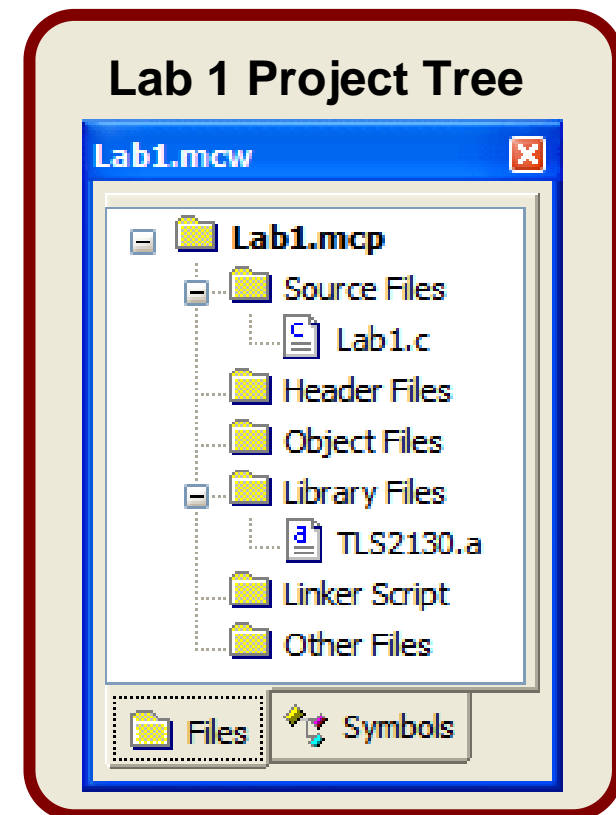 Lab 1 Project Tree
Lab1.mcw
Lab1.mcp
Source Files
c Lab1.c
Header Files
Object Files
Library Files
a TLS2130.a
Linker Script
Other Files
Files Symbols